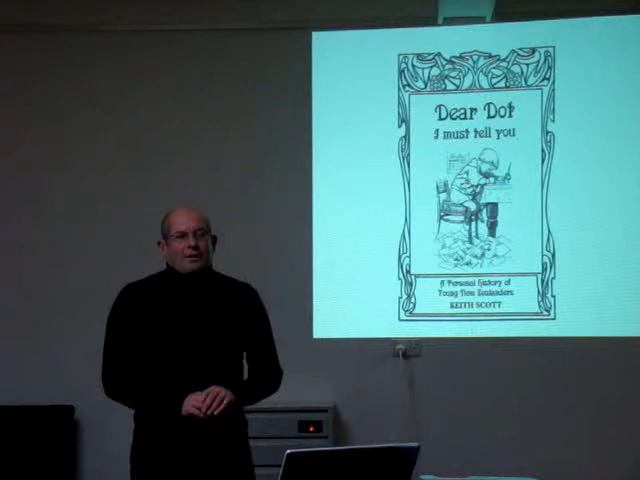 Dear Dot
I must tell you
A Personal History of
Young New Zealanders
KEITH SCOTT